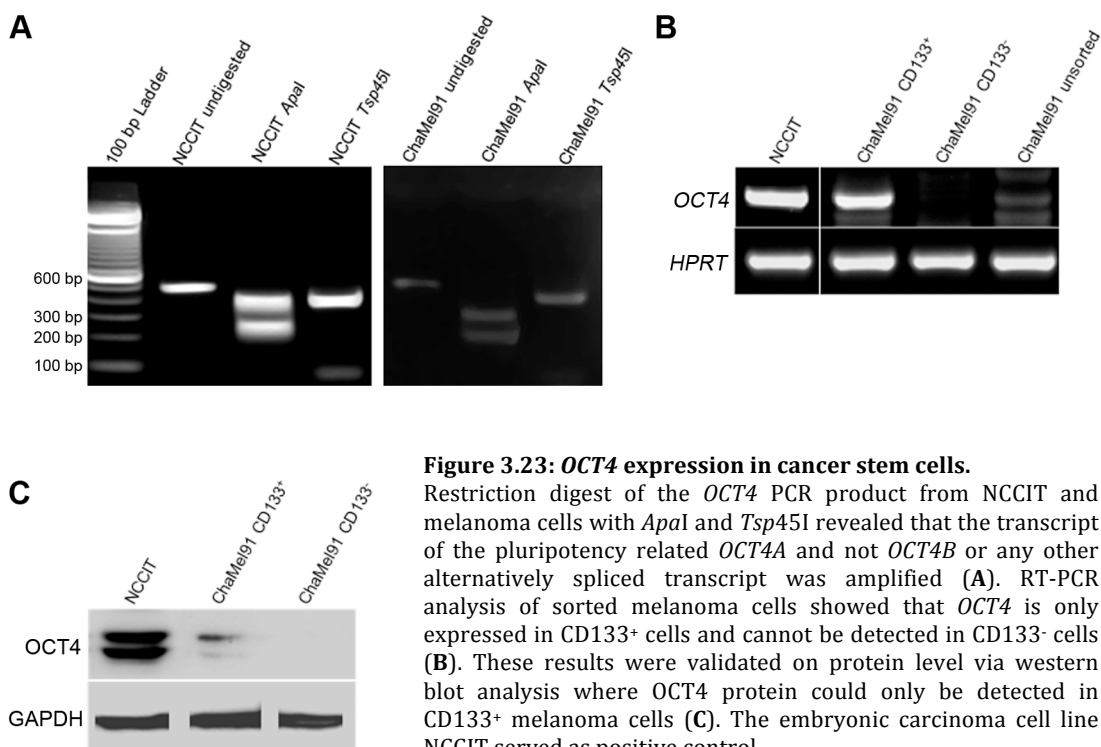 A
100 bp Ladder
NCCIT undigested
NCCIT ApaI
NCCIT Tsp45I
ChaMel91 undigested
ChaMel91 ApaI
ChaMel91 Tsp45I
600 bp
300 bp
200 bp
100 bp
B
NCCIT
ChaMel91 CD133+
ChaMel91 CD133-
ChaMel91 unsorted
OCT4
HPRT
C
NCCIT
ChaMel91 CD133+
ChaMel91 CD133-
OCT4
GAPDH
Figure 3.23: OCT4 expression in cancer stem cells.
Restriction digest of the OCT4 PCR product from NCCIT and
melanoma cells with ApaI and Tsp45I revealed that the transcript
of the pluripotency related OCT4A and not OCT4B or any other
alternatively spliced transcript was amplified (A). RT-PCR
analysis of sorted melanoma cells showed that OCT4 is only
expressed in CD133+ cells and cannot be detected in CD133- cells
(B). These results were validated on protein level via western
blot analysis where OCT4 protein could only be detected in
CD133+ melanoma cells (C). The embryonic carcinoma cell line
NCCIT served as positive control